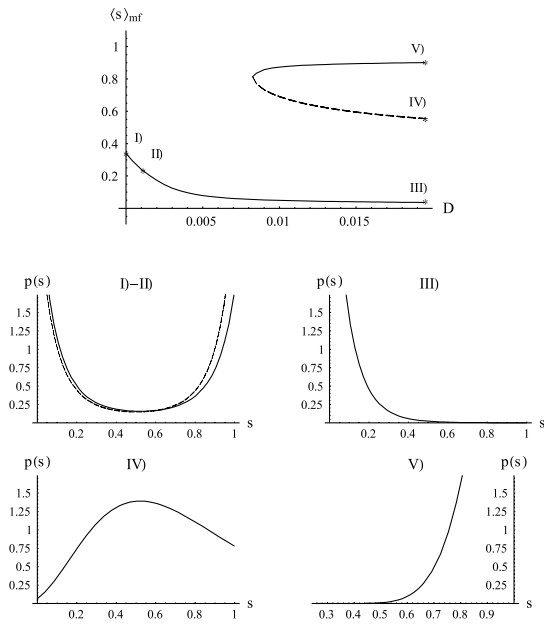 ⟨s⟩mf
1
V)
0.8
IV)
0.6
0.4
I)
II)
0.2
III)
D
0.005 0.01 0.015
p(s) I)−II)
1.5
1.25
1
0.75
0.5
0.25
0.2 0.4 0.6 0.8 1 s
p(s) III)
1.5
1.25
1
0.75
0.5
0.25
0.2 0.4 0.6 0.8 1 s
p(s) IV)
1.5
1.25
1
0.75
0.5
0.25
0.2 0.4 0.6 0.8 1 s
V) p(s)
1.5
1.25
1
0.75
0.5
0.25
0.3 0.4 0.5 0.6 0.7 0.8 0.9 s